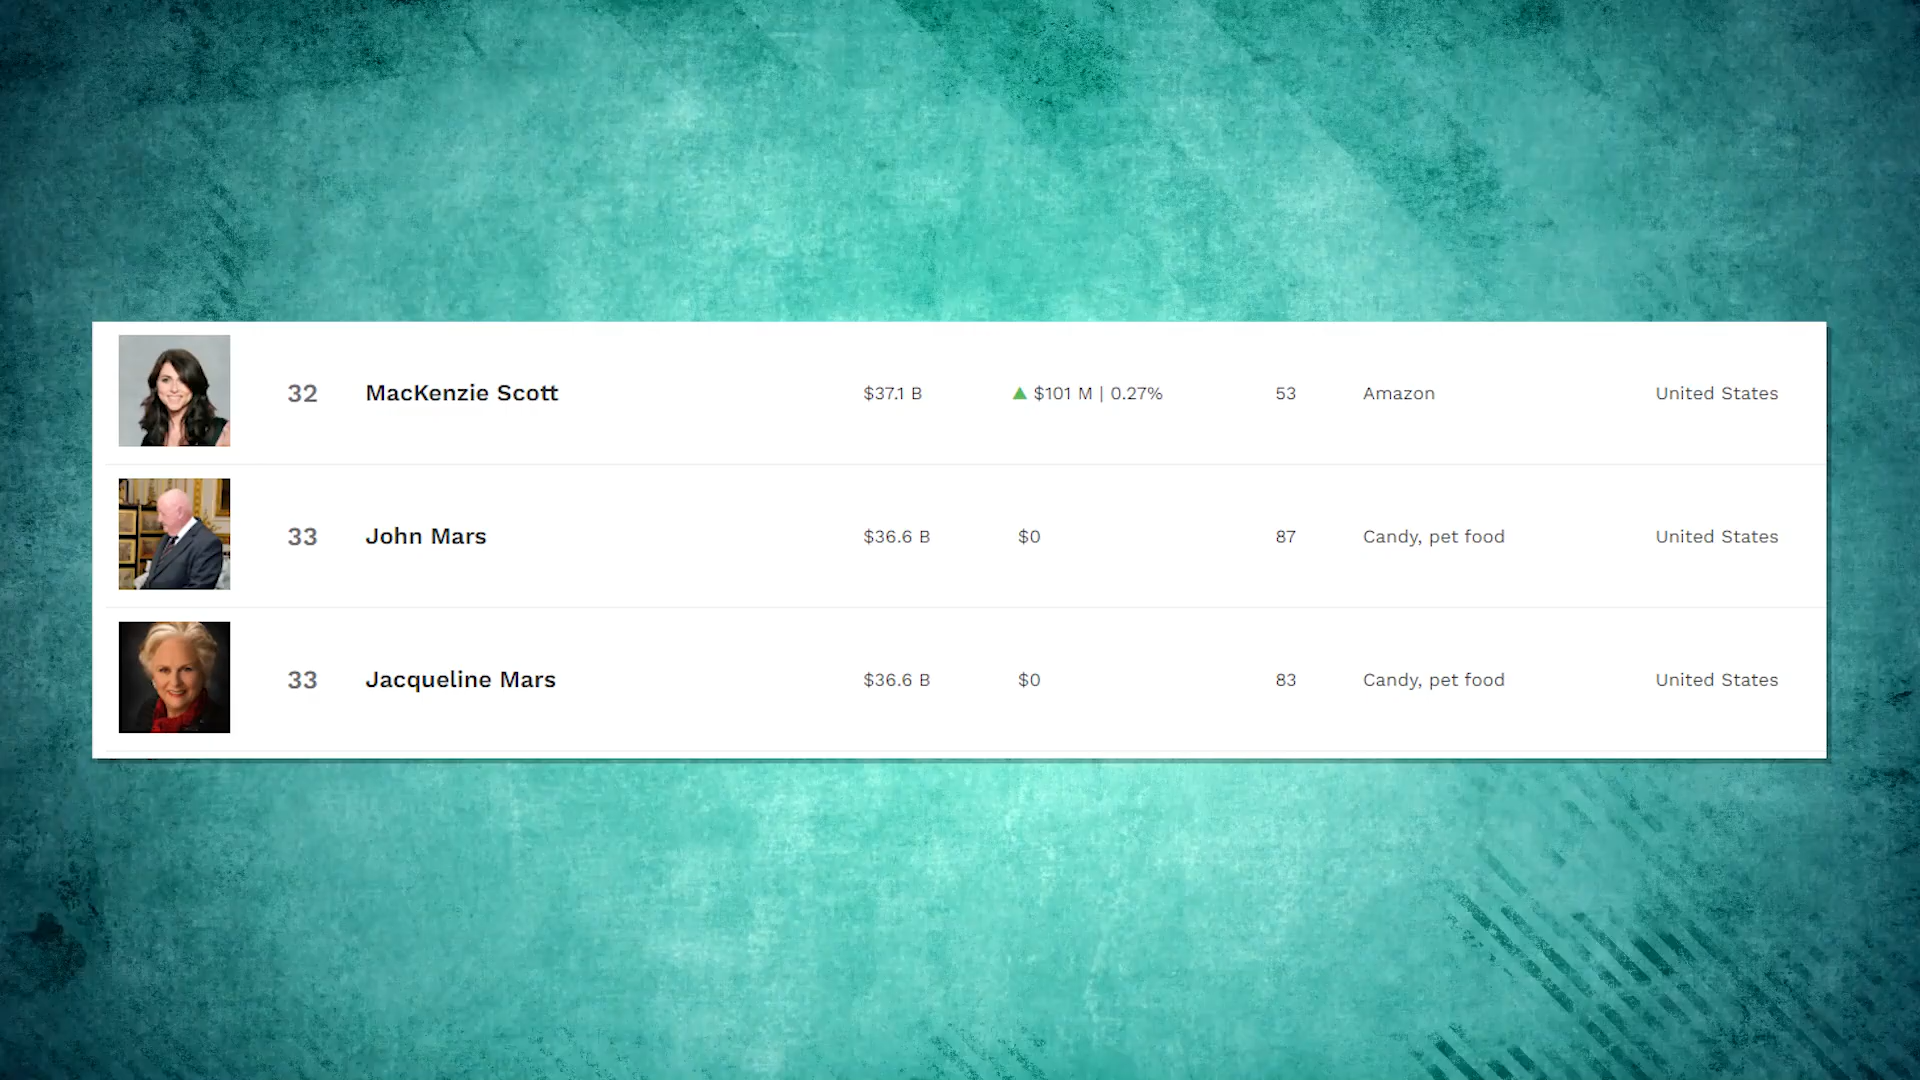 32 MacKenzie Scott $37.1 B ▲ $101 M | 0.27% 53 Amazon United States
33 John Mars $36.6 B $0 87 Candy, pet food United States
33 Jacqueline Mars $36.6 B $0 83 Candy, pet food United States